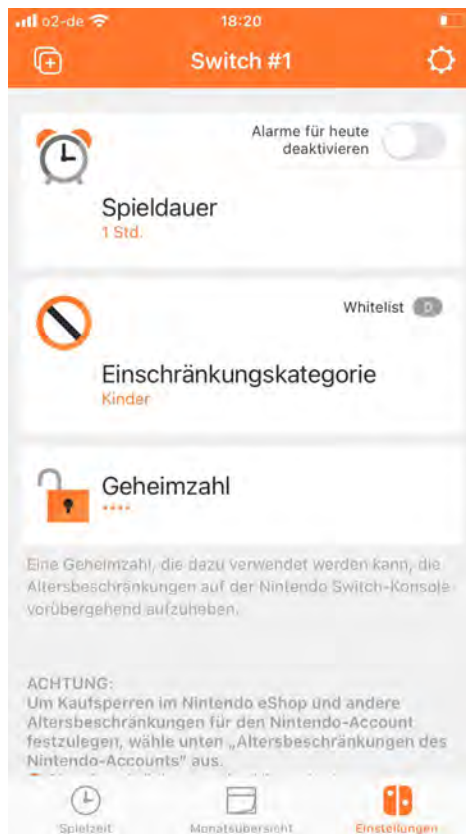 o2-de 18:20
Switch #1
Alarme für heute
deaktivieren
Spieldauer
1 Std.
Whitelist 0
Einschränkungskategorie
Kinder
Geheimzahl
****
Eine Geheimzahl, die dazu verwendet werden kann, die
Altersbeschränkungen auf der Nintendo Switch-Konsole
vorübergehend aufzuheben.
ACHTUNG:
Um Kaufsperren im Nintendo eShop und andere
Altersbeschränkungen für den Nintendo-Account
festzulegen, wähle unten „Altersbeschränkungen des
Nintendo-Accounts" aus.
Spielzeit Monatsübersicht Einstellungen